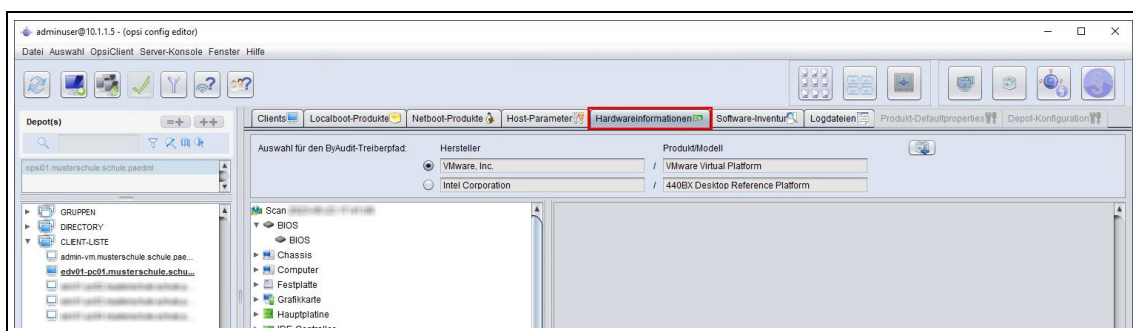 adminuser@10.1.1.5 - (opsi config editor)
Datei Auswahl OpsiClient Server-Konsole Fenster Hilfe
Depot(s)
Clients
Localboot-Produkte
Netboot-Produkte
Host-Parameter
Hardwareinformationen
Software-Inventur
Logdateien
Produkt-Defaultproperties
Depot-Konfiguration
opsi01.musterschule.schule.paedml
Auswahl für den ByAudit-Treiberpfad: Hersteller Produkt/Modell
VMware, Inc. / VMware Virtual Platform
Intel Corporation / 440BX Desktop Reference Platform
GRUPPEN
DIRECTORY
CLIENT-LISTE
admin-vm.musterschule.schule.pae...
edv01-pc01.musterschule.schu...
Scan
BIOS
BIOS
Chassis
Computer
Festplatte
Grafikkarte
Hauptplatine
IDE Controller